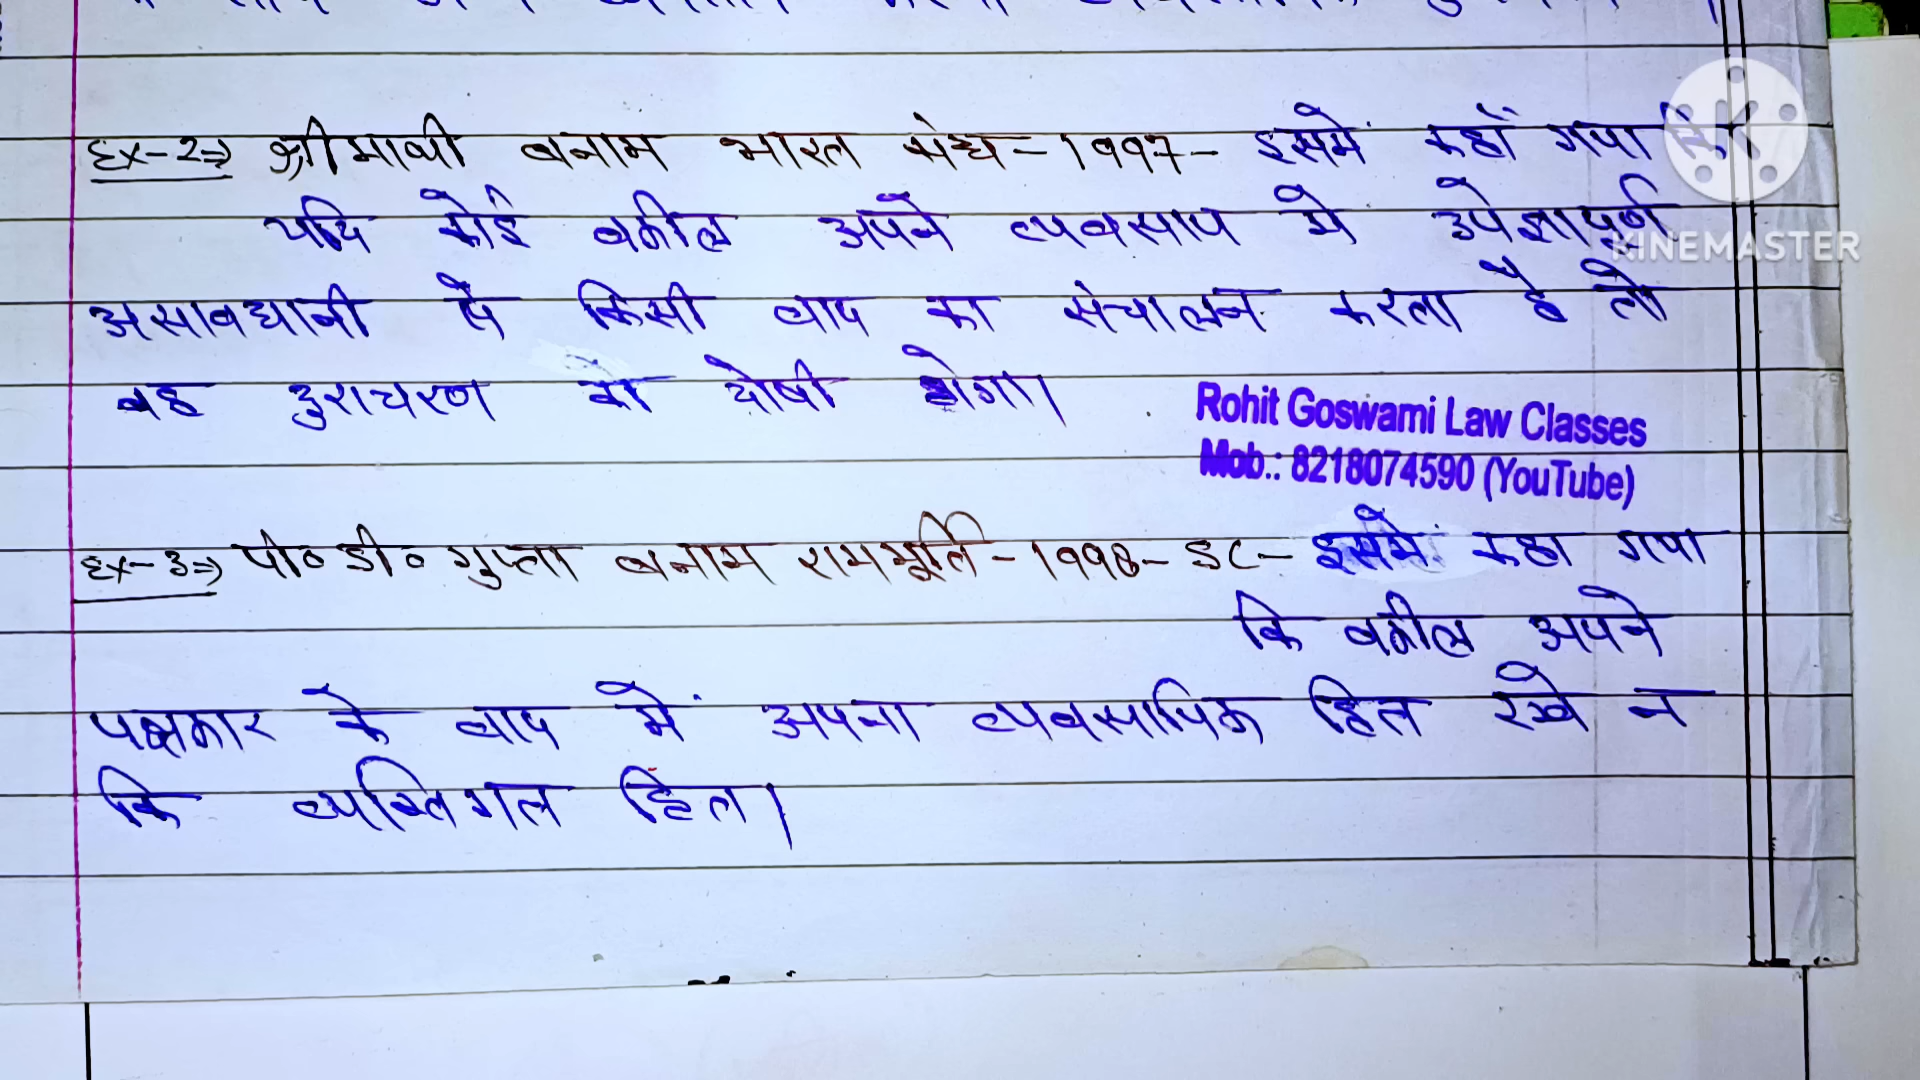 Ex-2⇒ श्रीमाली बनाम भारत संघ - 1997 - इसमें कहाँ गया कि
यदि कोई वकील अपने व्यवसाय मे उपेक्षापूर्ण
असावधानी से किसी वाद का संचालन करता है तो
वह दुराचरण का दोषी होगा।
Rohit Goswami Law Classes
Mob.: 8218074590 (YouTube)
Ex-3⇒ पी० डी० गुप्ता बनाम राममूर्ति - 1998 - SC - इसमें कहा गया
कि वकील अपने
पक्षकार के वाद में अपना व्यवसायिक हित रखे न
कि व्यक्तिगत हित।
KINEMASTER